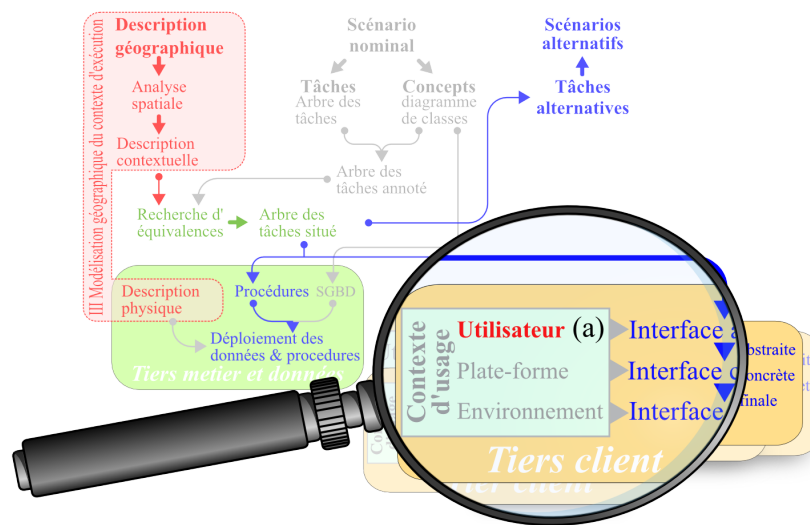 Description
géographique
Analyse
spatiale
Description
contextuelle
III Modélisation géographique du contexte d'exécution
Scénario
nominal
Tâches
Arbre des
tâches
Concepts
diagramme
de classes
Arbre des
tâches annoté
Scénarios
alternatifs
Tâches
alternatives
Recherche d'
équivalences
Arbre des
tâches situé
Description
physique
Procédures
SGBD
Déploiement des
données & procedures
Tiers metier et données
Contexte
d'usage
Utilisateur (a)
Plate-forme
Environnement
Interface a
Interface c
Interface
bstraite
oncrète
finale
Tiers client